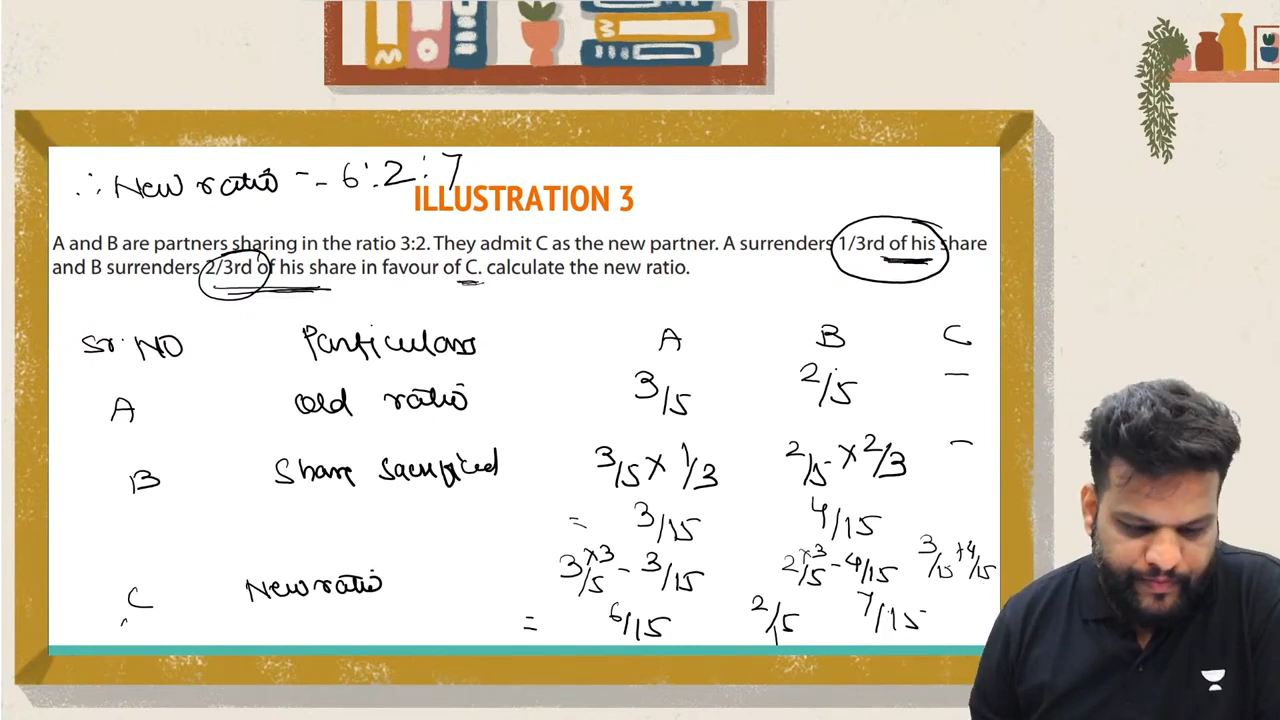 ∴ New ratio -- 6:2:7
ILLUSTRATION 3
A and B are partners sharing in the ratio 3:2. They admit C as the new partner. A surrenders 1/3rd of his share
and B surrenders 2/3rd of his share in favour of C. calculate the new ratio.
Sr. NO Particulars A B C
A Old ratio 3/5 2/5 –
B Share sacrificed 3/5 × 1/3 2/5 × 2/3 –
= 3/15 4/15
C New ratio 3×3/5 - 3/15 2×3/5 - 4/15 3/15 + 4/15
= 6/15 2/15 7/15